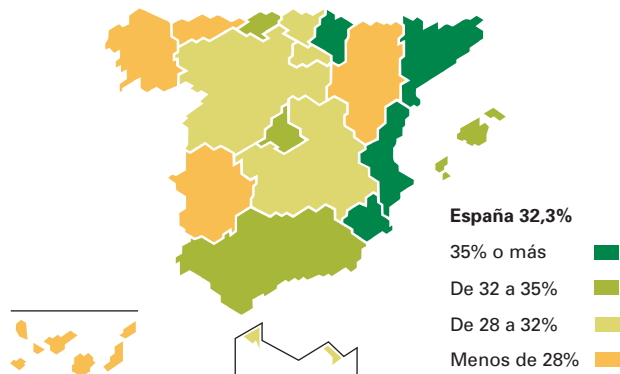 España 32,3%
35% o más
De 32 a 35%
De 28 a 32%
Menos de 28%